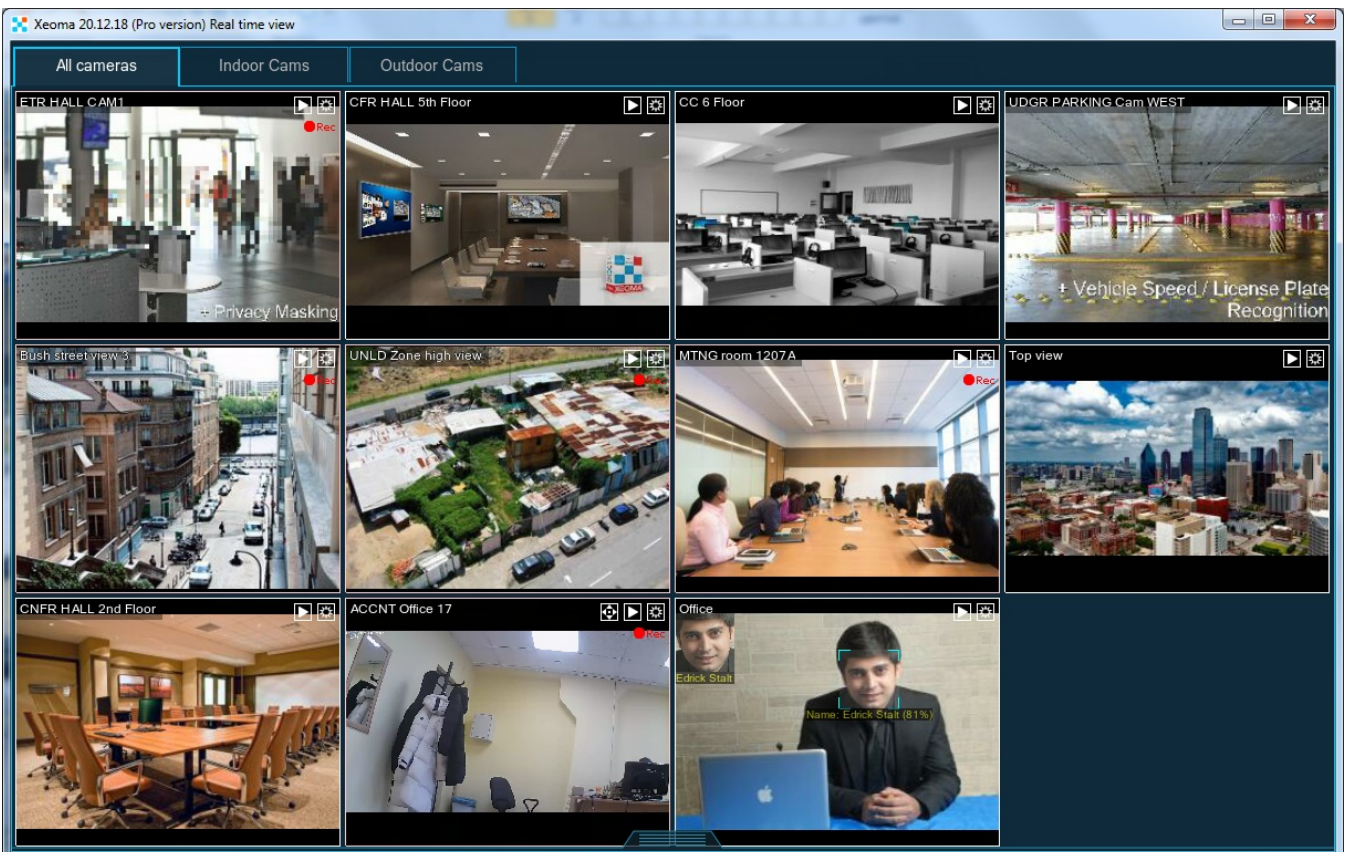 Xeoma 20.12.18 (Pro version) Real time view
All cameras
Indoor Cams
Outdoor Cams
ETR HALL CAM1
Rec
+ Privacy Masking
CFR HALL 5th Floor
XEOMA
CC 6 Floor
UDGR PARKING Cam WEST
+ Vehicle Speed / License Plate
Recognition
Bush street view 3
Rec
UNLD Zone high view
Rec
MTNG room 1207A
Rec
Top view
CNFR HALL 2nd Floor
ACCNT Office 17
Rec
Office
Edrick Stalt
Name: Edrick Stalt (81%)